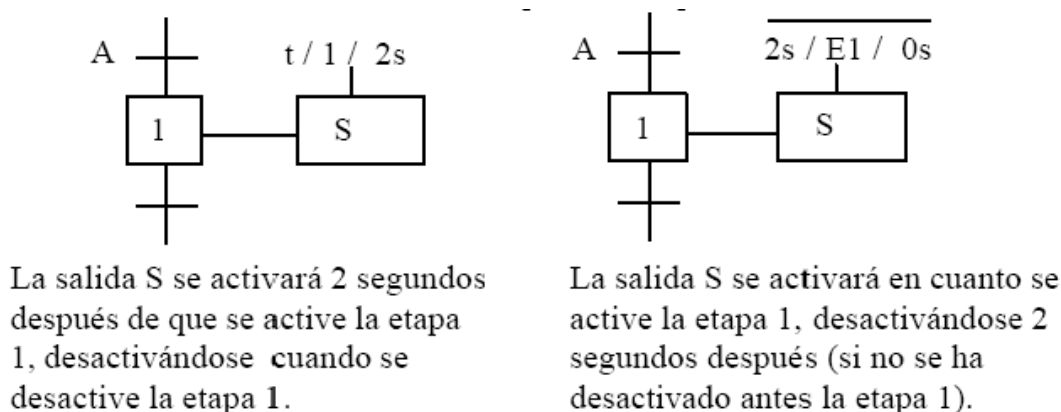 A
t / 1 / 2s
1
S
La salida S se activará 2 segundos
después de que se active la etapa
1, desactivándose cuando se
desactive la etapa 1.
A
2s / E1 / 0s
1
S
La salida S se activará en cuanto se
active la etapa 1, desactivándose 2
segundos después (si no se ha
desactivado antes la etapa 1).